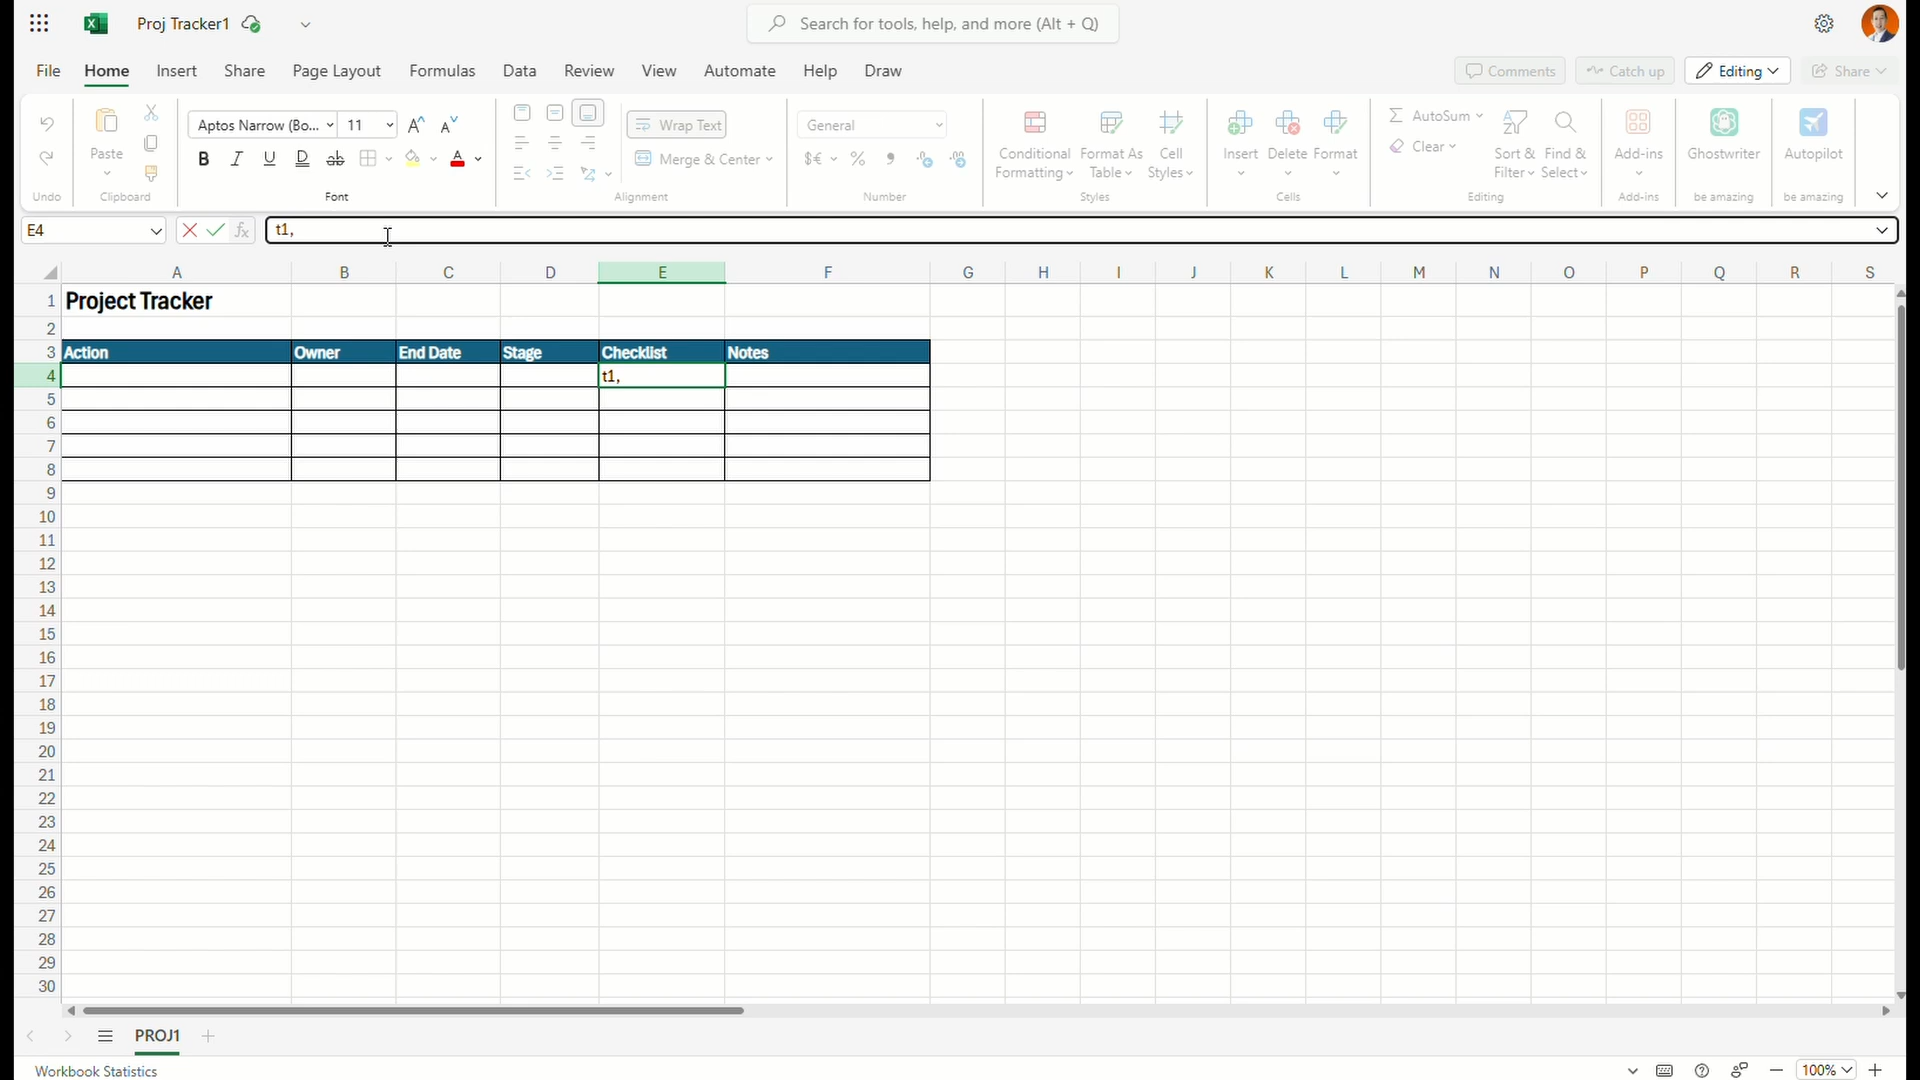 Proj Tracker1
Search for tools, help, and more (Alt + Q)
File Home Insert Share Page Layout Formulas Data Review View Automate Help Draw
Comments Catch up Editing Share
Paste
Aptos Narrow (Bo... 11
B I U D ab A
Wrap Text
Merge & Center
General
$€ % 9
Conditional Formatting
Format As Table
Cell Styles
Insert Delete Format
AutoSum
Clear
Sort & Filter
Find & Select
Add-ins
Ghostwriter
Autopilot
Undo Clipboard Font Alignment Number Styles Cells Editing Add-ins be amazing be amazing
E4 fx t1,
A B C D E F G H I J K L M N O P Q R S
1 Project Tracker
2
3 Action Owner End Date Stage Checklist Notes
4 t1,
5
6
7
8
9
10
11
12
13
14
15
16
17
18
19
20
21
22
23
24
25
26
27
28
29
30
PROJ1
Workbook Statistics 100%